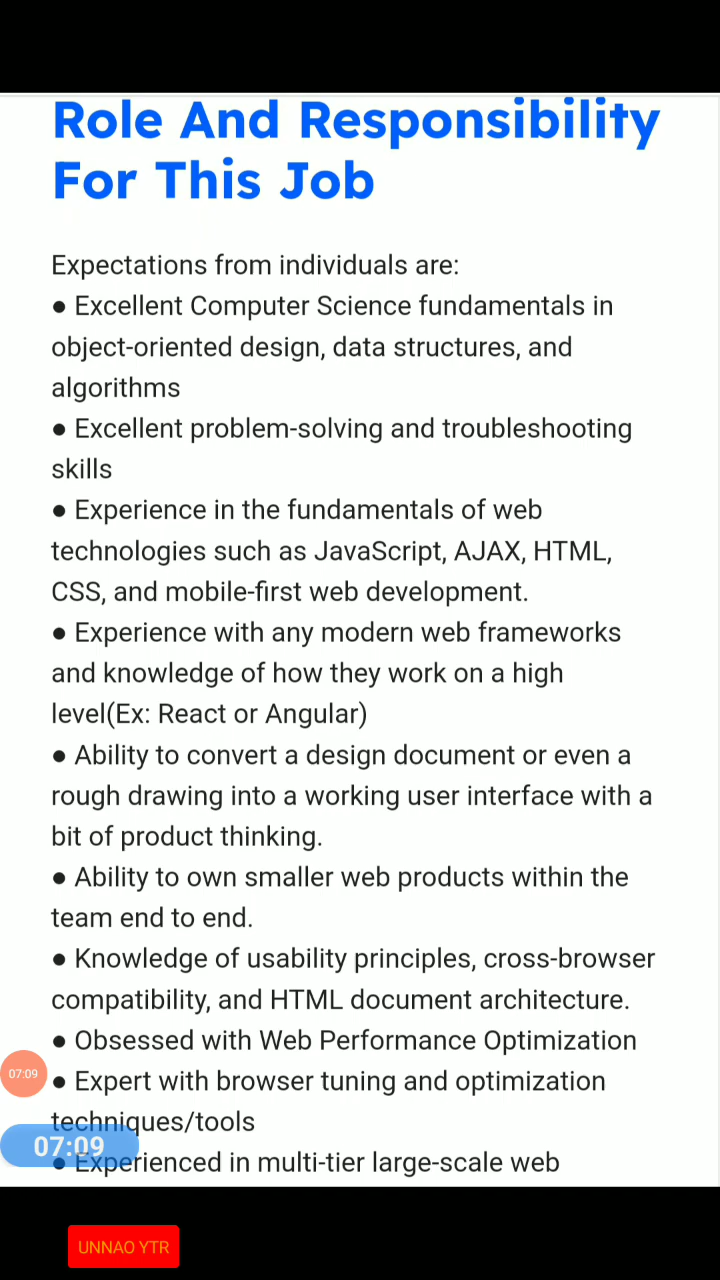 Role And Responsibility
For This Job
Expectations from individuals are:
● Excellent Computer Science fundamentals in
object-oriented design, data structures, and
algorithms
● Excellent problem-solving and troubleshooting
skills
● Experience in the fundamentals of web
technologies such as JavaScript, AJAX, HTML,
CSS, and mobile-first web development.
● Experience with any modern web frameworks
and knowledge of how they work on a high
level(Ex: React or Angular)
● Ability to convert a design document or even a
rough drawing into a working user interface with a
bit of product thinking.
● Ability to own smaller web products within the
team end to end.
● Knowledge of usability principles, cross-browser
compatibility, and HTML document architecture.
● Obsessed with Web Performance Optimization
07:09
● Expert with browser tuning and optimization
techniques/tools
07:09
● Experienced in multi-tier large-scale web
UNNAO YTR